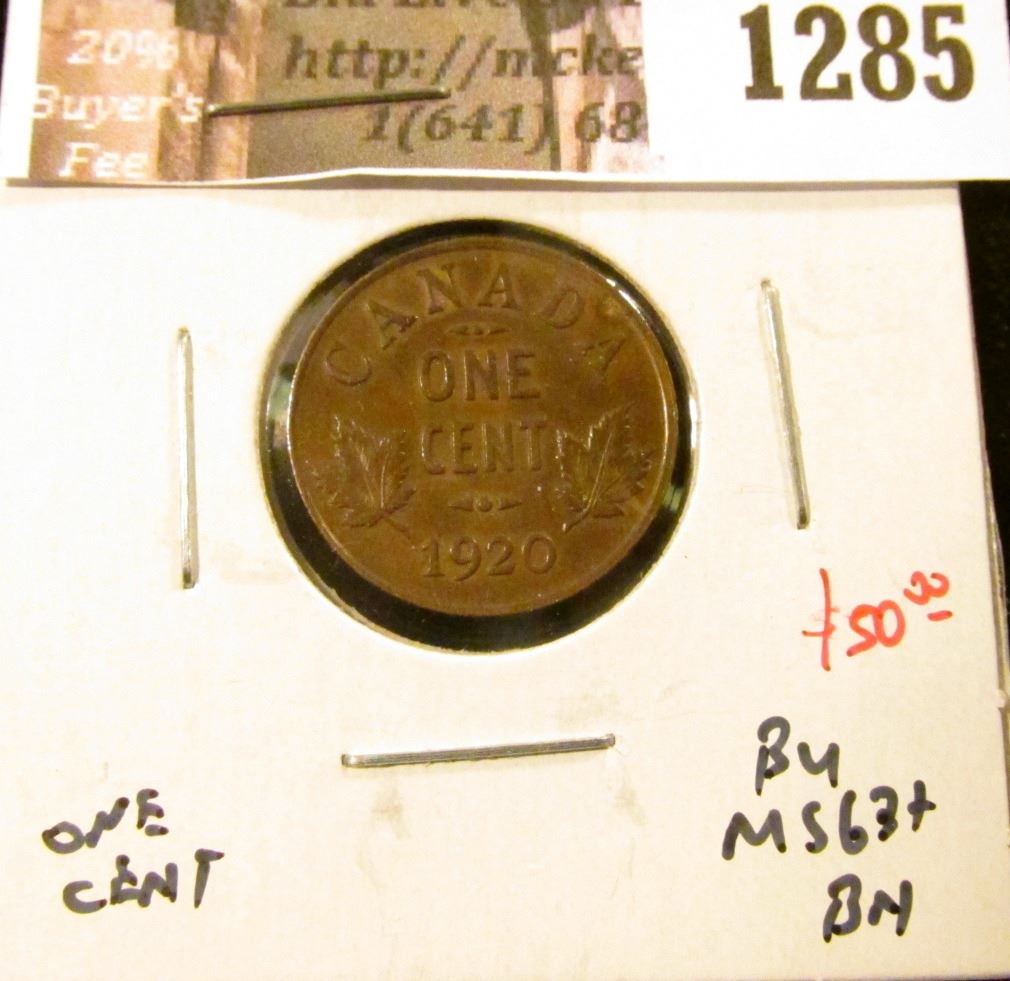 1285
20%
Buyer's
Fee
http://mcke
1(641) 68
CANADA
ONE
CENT
1920
$50.00
BU
MS63+
BN
ONE
CENT